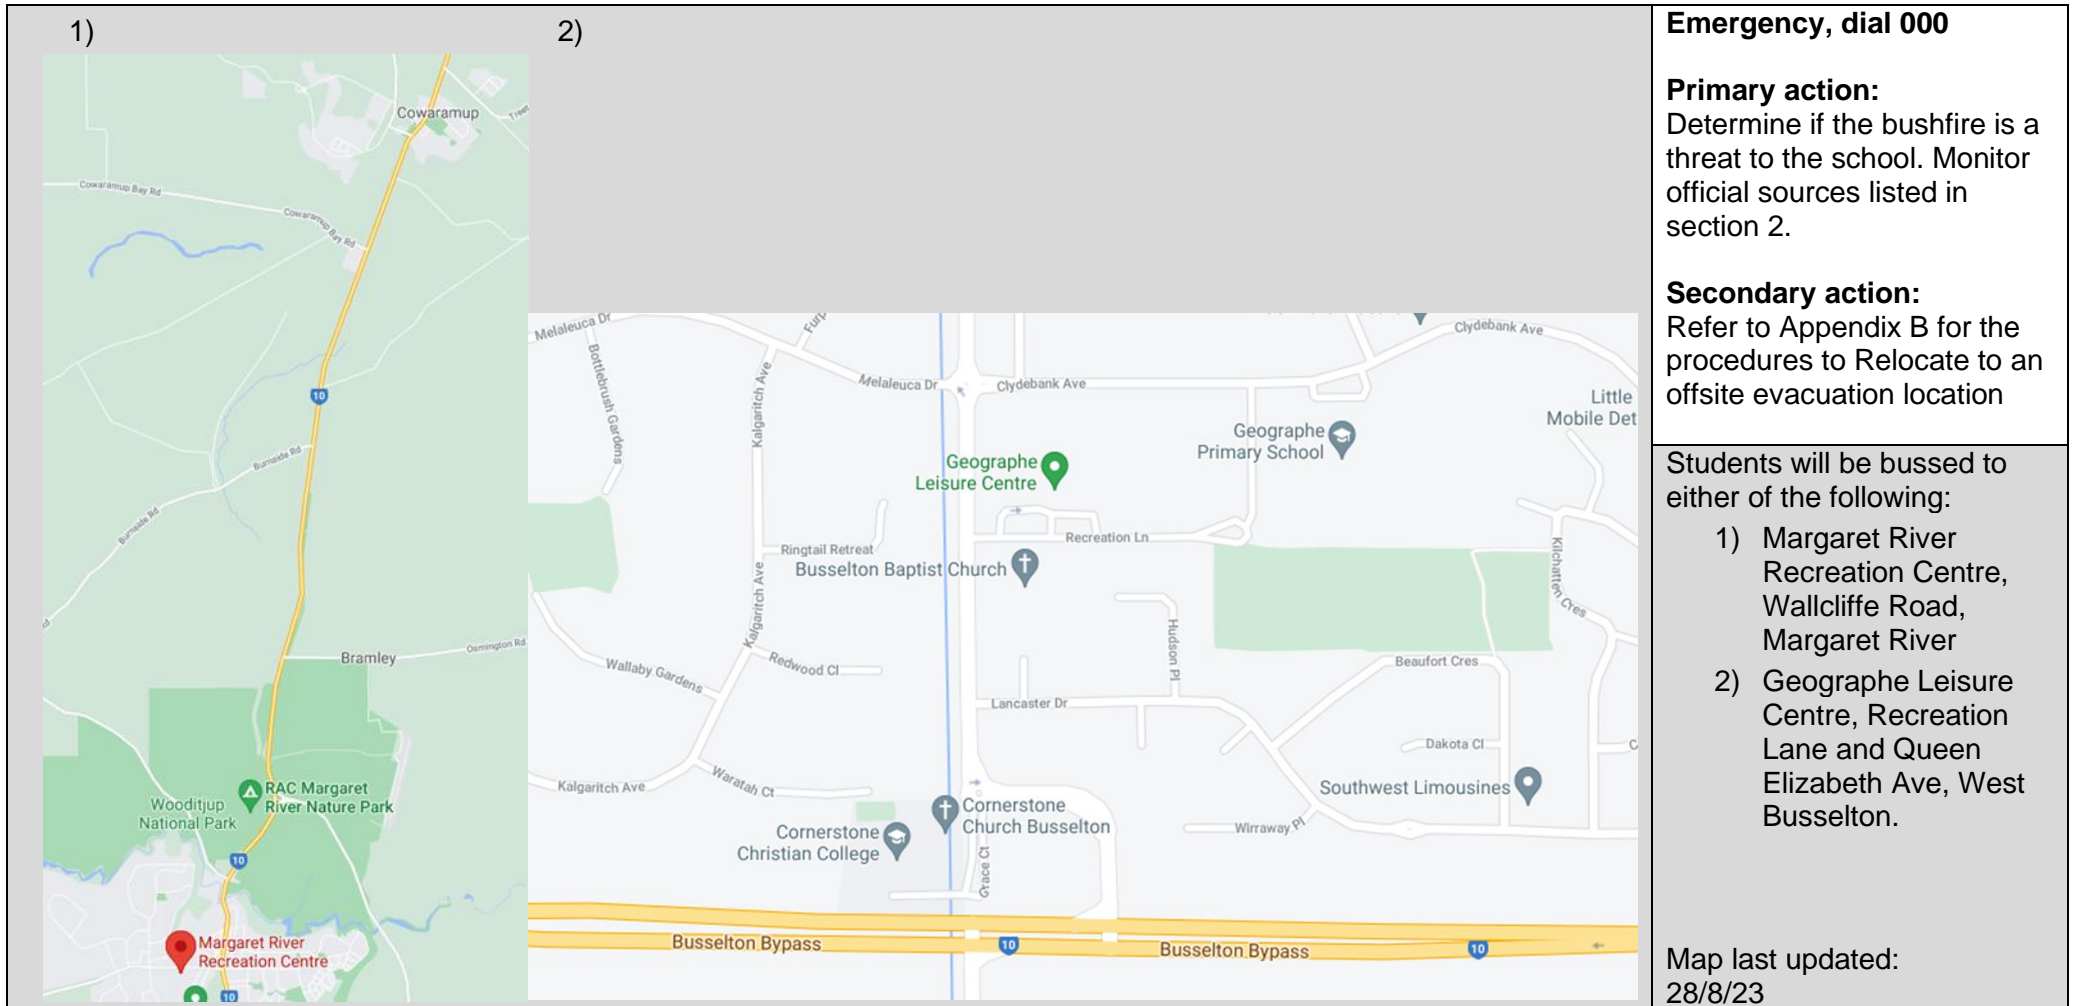 1)
2)
Cowaramup
Cowaramup Bay Rd
Cowaramup Bay Rd
10
Burnside Rd
Burnside Rd
Bramley
Osmington Rd
RAC Margaret
River Nature Park
Wooditjup
National Park
10
Margaret River
Recreation Centre
10
Melaleuca Dr
Bottlebrush Gardens
Kalgaritch Ave
Melaleuca Dr
Clydebank Ave
Clydebank Ave
Little
Mobile Det
Geographe
Primary School
Geographe
Leisure Centre
Recreation Ln
Ringtail Retreat
Busselton Baptist Church
Kalgaritch Ave
Kilchatten Cres
Hudson Pl
Wallaby Gardens
Redwood Cl
Beaufort Cres
Lancaster Dr
Dakota Cl
Kalgaritch Ave
Waratah Ct
Southwest Limousines
Cornerstone
Church Busselton
Wirraway Pl
Cornerstone
Christian College
Grace Ct
Busselton Bypass
10
Busselton Bypass
10
Emergency, dial 000
Primary action:
Determine if the bushfire is a
threat to the school. Monitor
official sources listed in
section 2.
Secondary action:
Refer to Appendix B for the
procedures to Relocate to an
offsite evacuation location
Students will be bussed to
either of the following:
1) Margaret River
Recreation Centre,
Wallcliffe Road,
Margaret River
2) Geographe Leisure
Centre, Recreation
Lane and Queen
Elizabeth Ave, West
Busselton.
Map last updated:
28/8/23